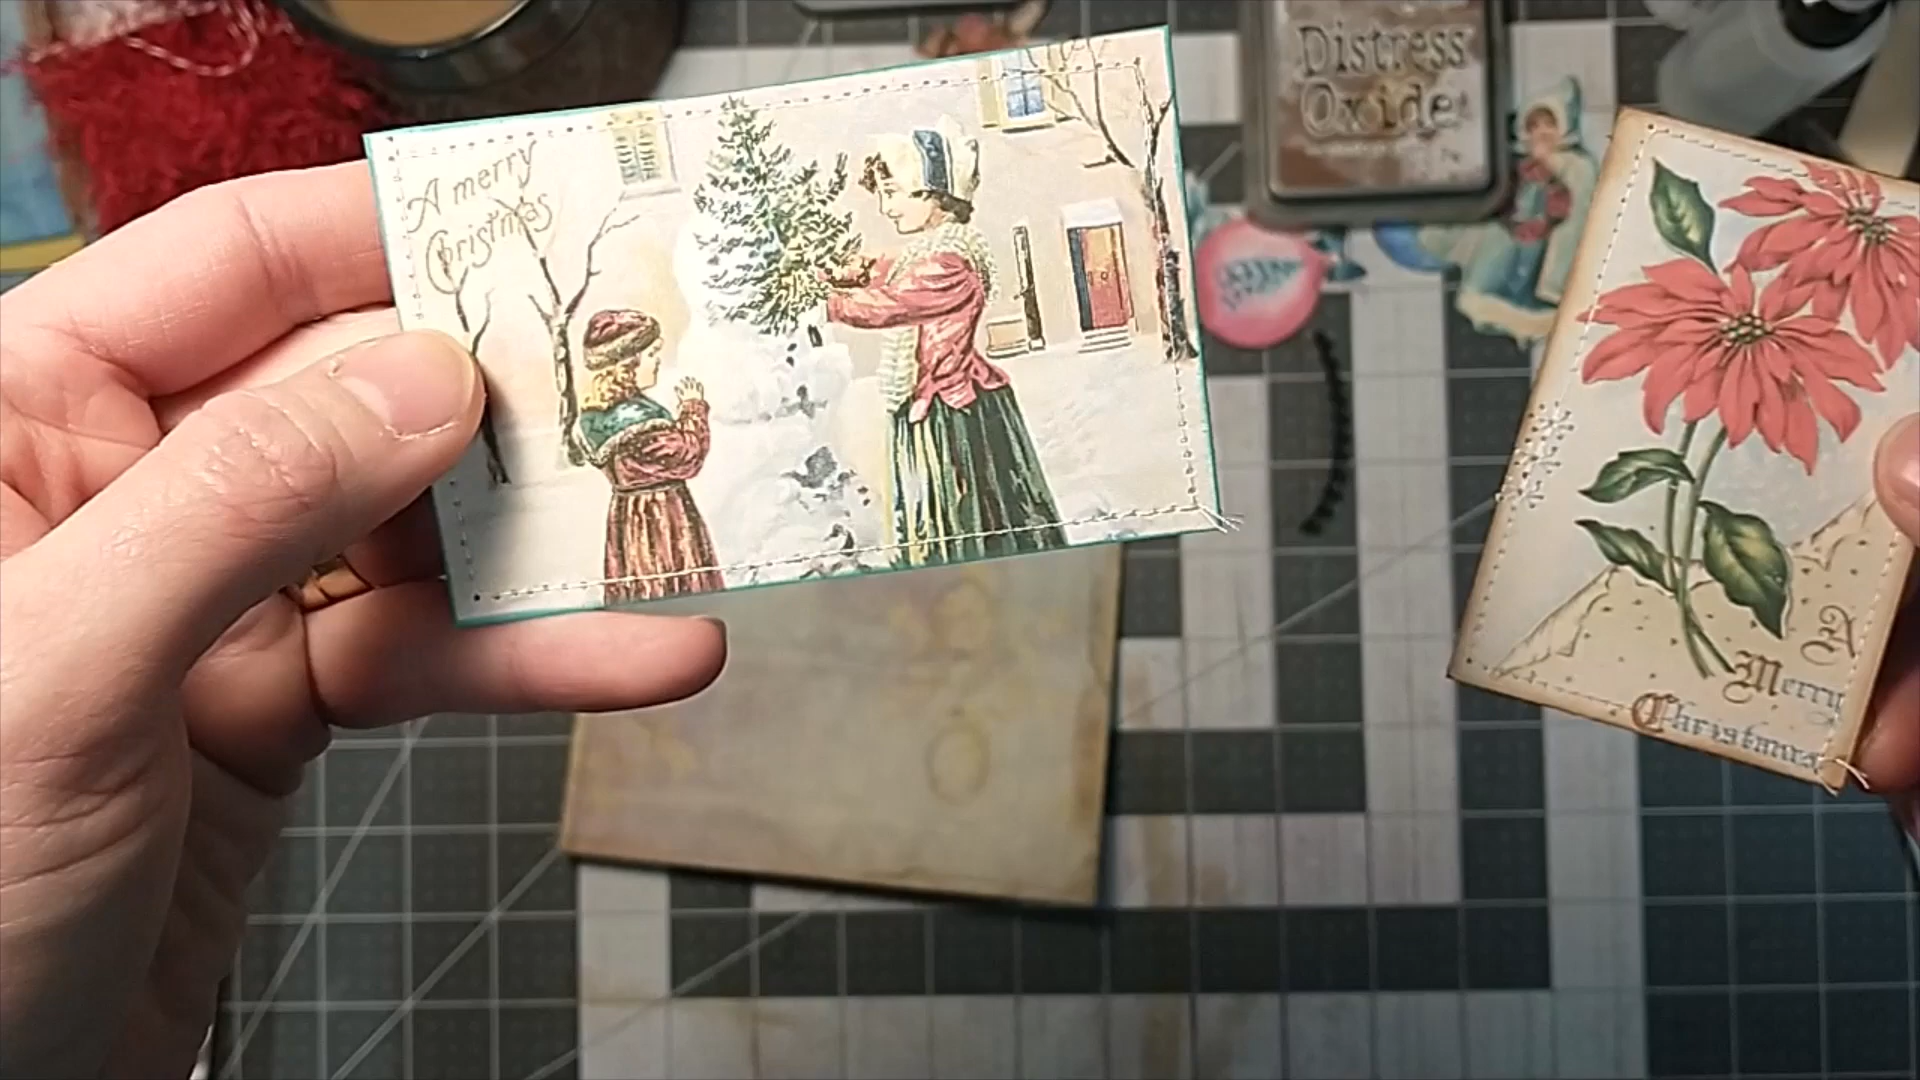 A merry
Christmas
Distress
Oxide
A
Merry
Christmas